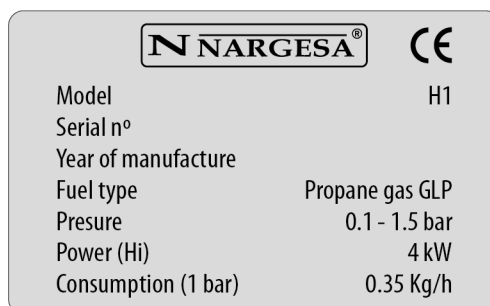 N NARGESA® CE
Model H1
Serial nº
Year of manufacture
Fuel type Propane gas GLP
Presure 0.1 - 1.5 bar
Power (Hi) 4 kW
Consumption (1 bar) 0.35 Kg/h